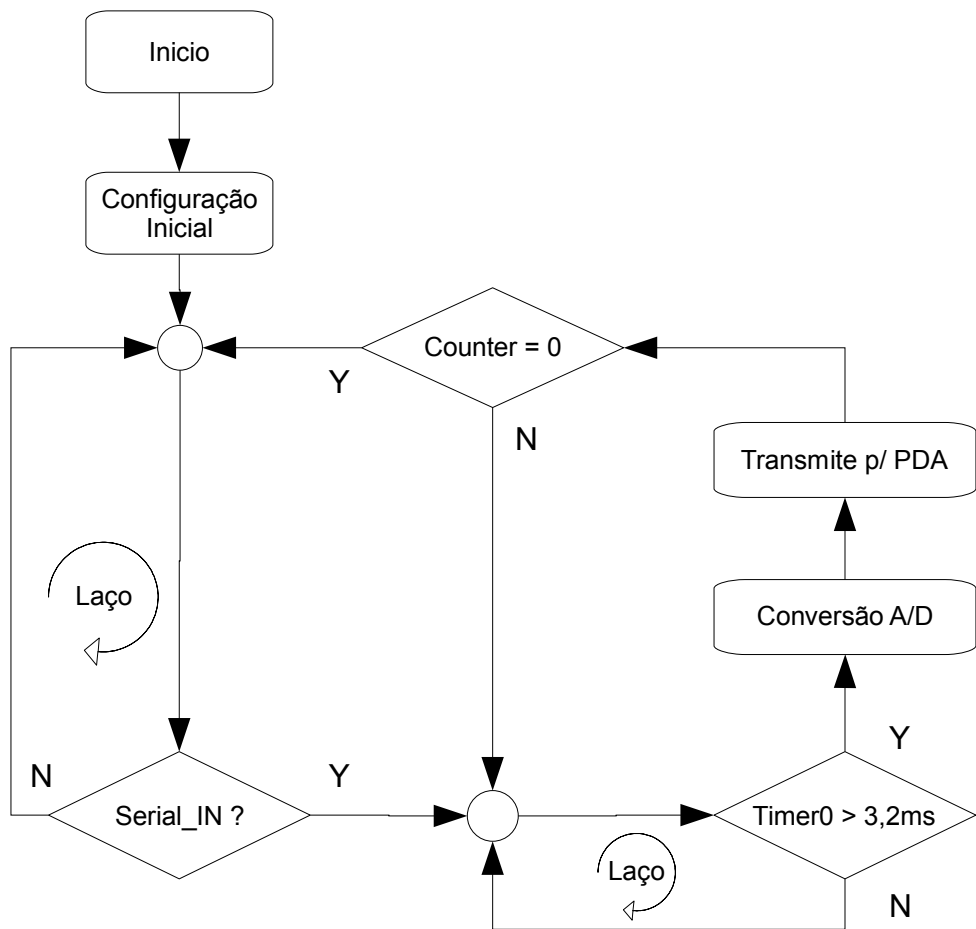 Inicio
Configuração
Inicial
Counter = 0
Y
N
Transmite p/ PDA
Conversão A/D
Laço
Y
N
Y
Serial_IN ?
Timer0 > 3,2ms
Laço
N